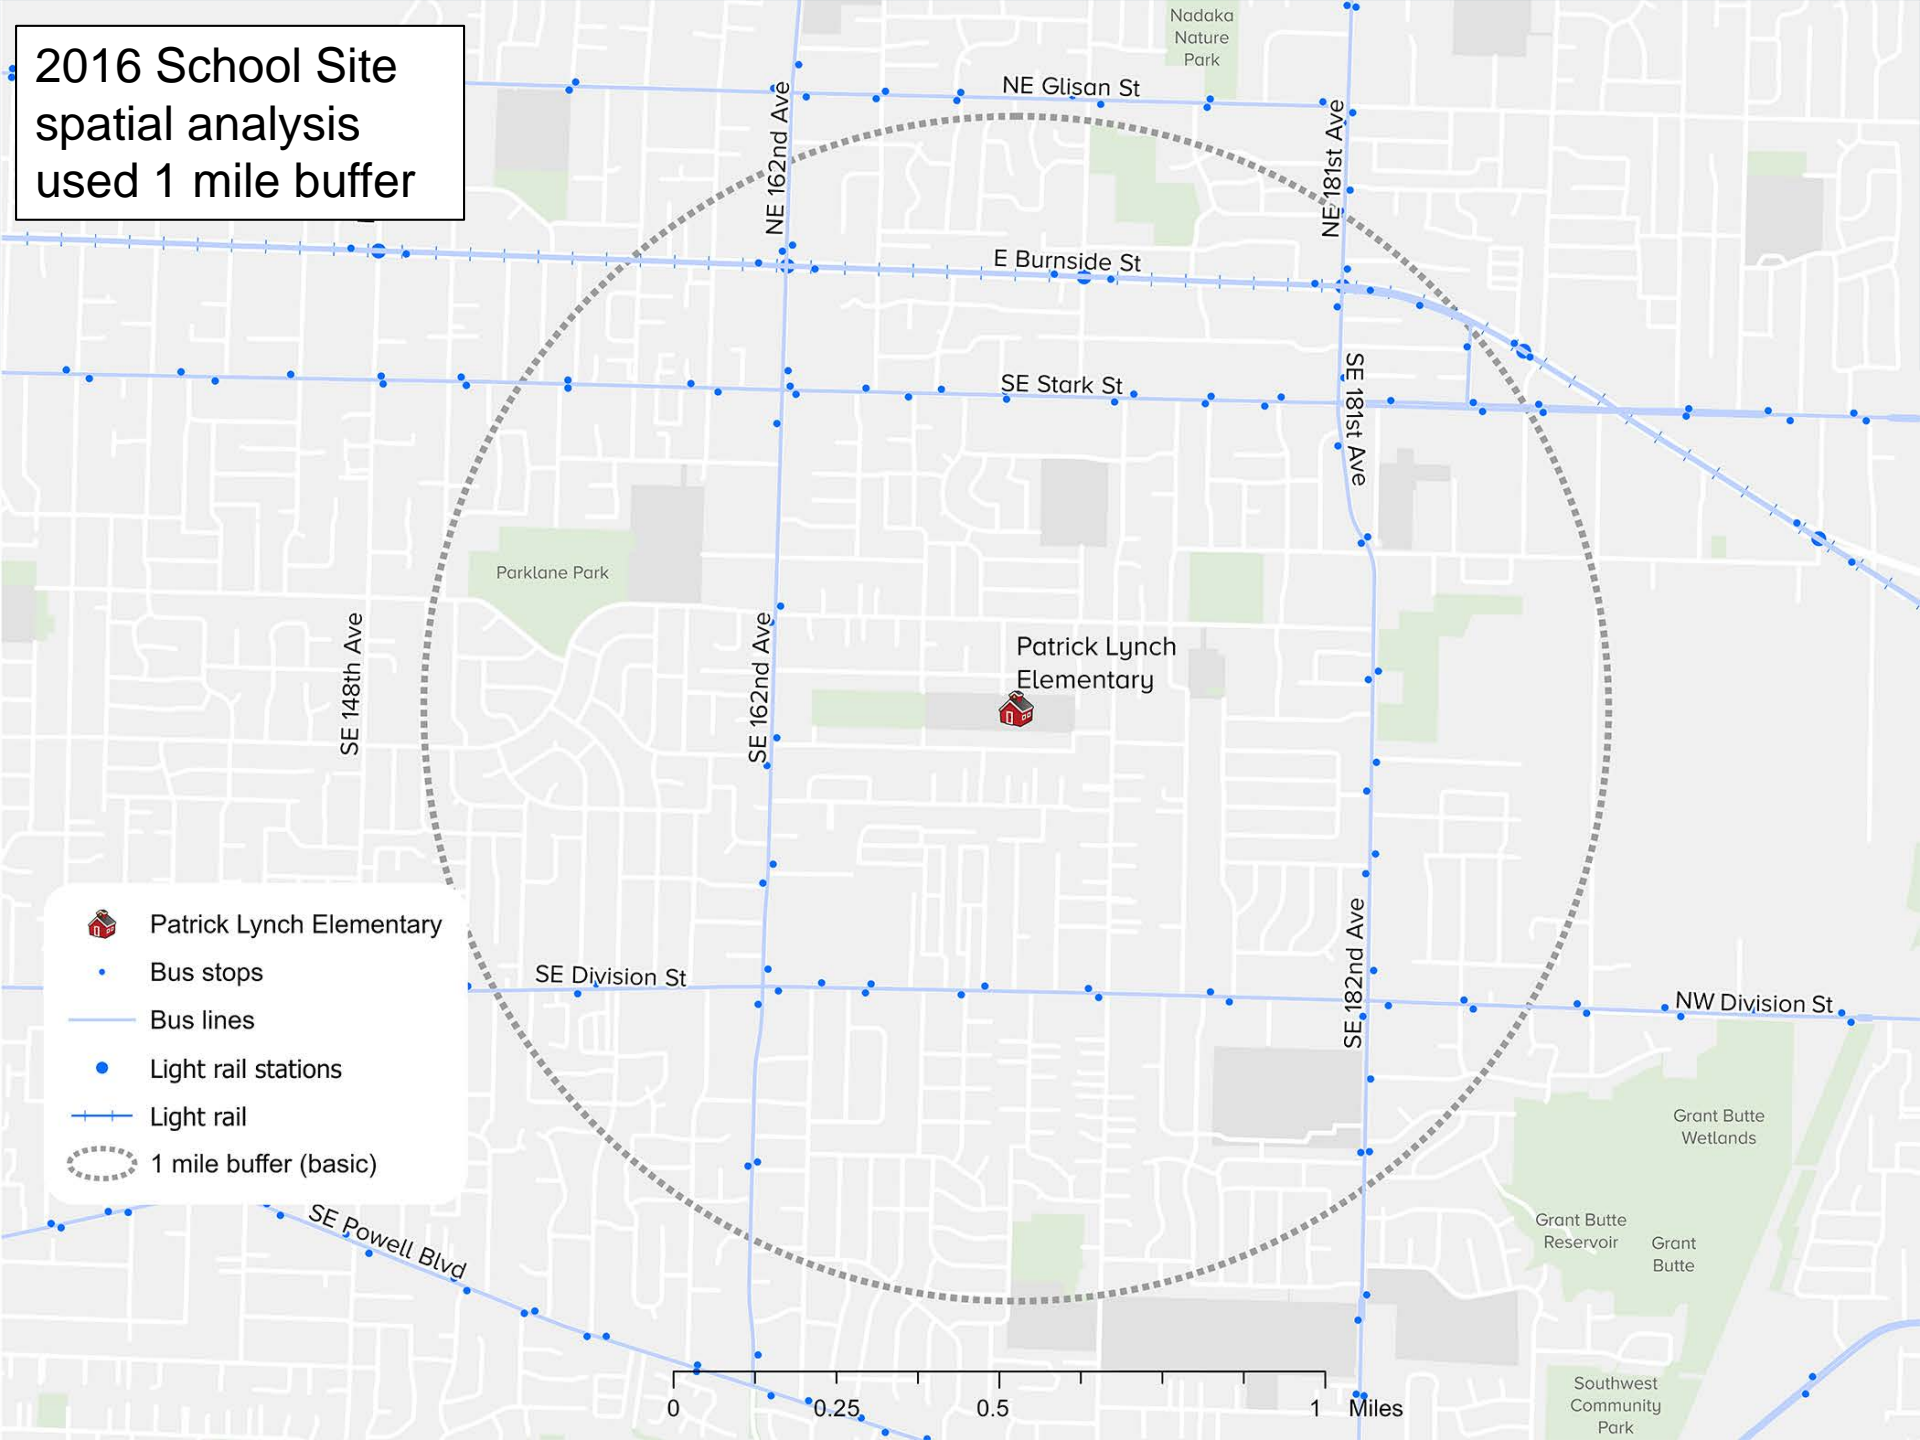 2016 School Site
spatial analysis
used 1 mile buffer
Nadaka
Nature
Park
NE Glisan St
NE 162nd Ave
NE 181st Ave
E Burnside St
SE Stark St
SE 181st Ave
Parklane Park
SE 148th Ave
SE 162nd Ave
Patrick Lynch
Elementary
SE 182nd Ave
SE Division St
NW Division St
Patrick Lynch Elementary
Bus stops
Bus lines
Light rail stations
Light rail
1 mile buffer (basic)
Grant Butte
Wetlands
SE Powell Blvd
Grant Butte
Reservoir
Grant
Butte
Southwest
Community
Park
0 0.25 0.5 1 Miles